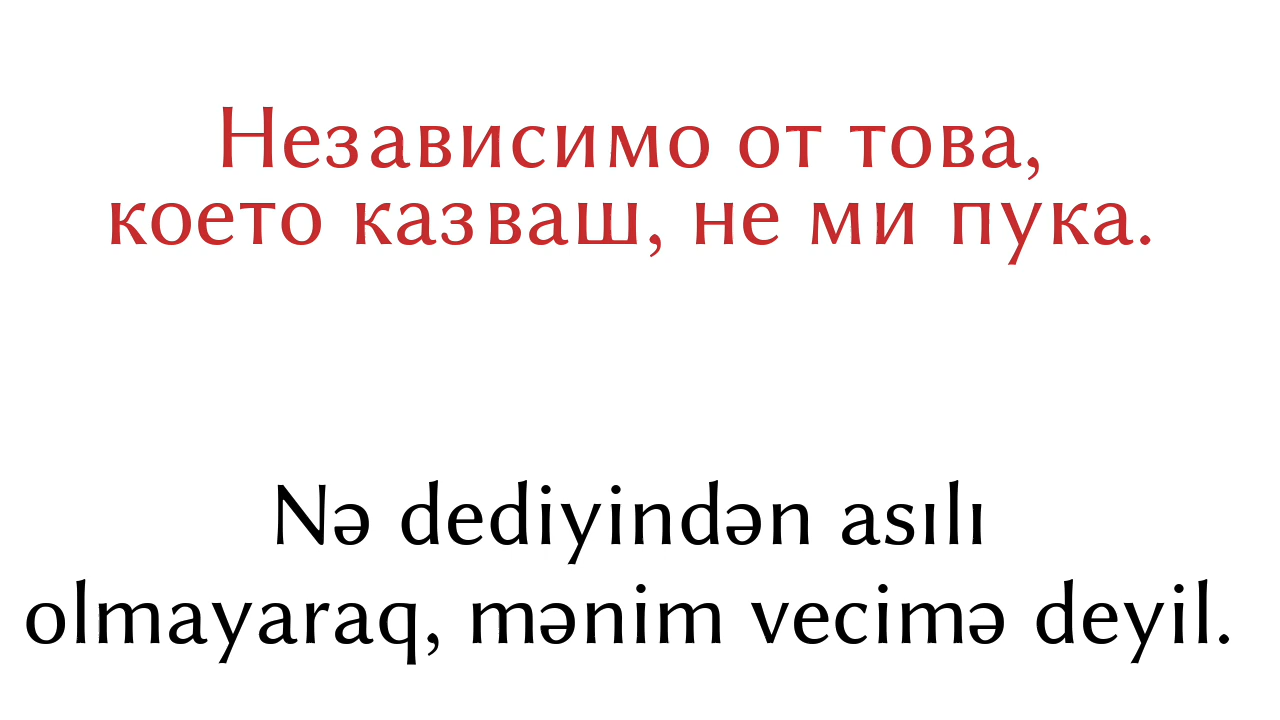 Независимо от това,
което казваш, не ми пука.
Nə dediyindən asılı
olmayaraq, mənim vecimə deyil.